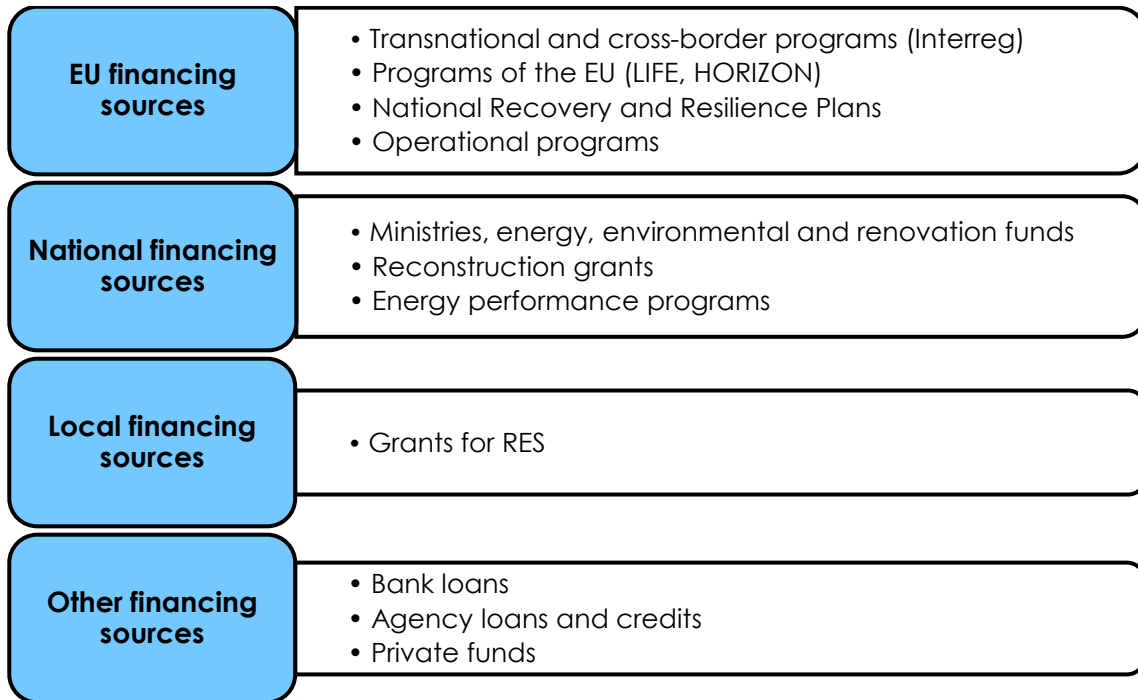 EU financing
sources
• Transnational and cross-border programs (Interreg)
• Programs of the EU (LIFE, HORIZON)
• National Recovery and Resilience Plans
• Operational programs
National financing
sources
• Ministries, energy, environmental and renovation funds
• Reconstruction grants
• Energy performance programs
Local financing
sources
• Grants for RES
Other financing
sources
• Bank loans
• Agency loans and credits
• Private funds